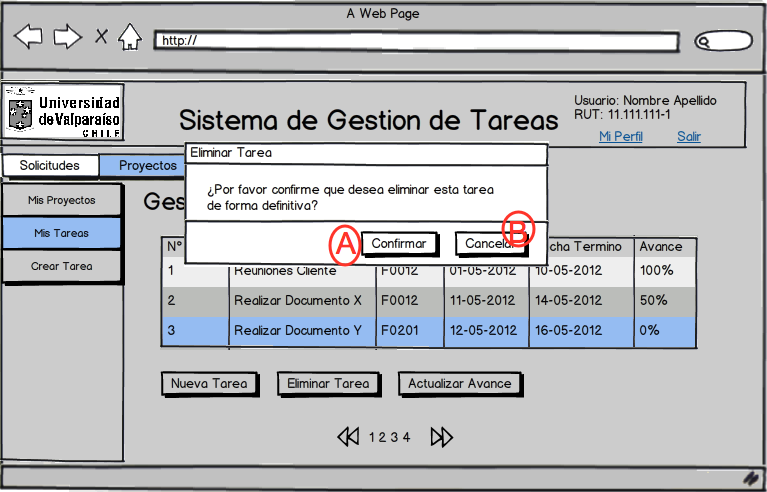 A Web Page
http://
Universidad
de Valparaíso
CHILE
Sistema de Gestion de Tareas
Usuario: Nombre Apellido
RUT: 11.111.111-1
Mi Perfil Salir
Solicitudes Proyectos
Eliminar Tarea
¿Por favor confirme que desea eliminar esta tarea
de forma definitiva?
A Confirmar Cancelar B
Mis Proyectos
Mis Tareas
Crear Tarea
Ges
N° cha Termino Avance
1 Reuniones Cliente F0012 01-05-2012 10-05-2012 100%
2 Realizar Documento X F0012 11-05-2012 14-05-2012 50%
3 Realizar Documento Y F0201 12-05-2012 16-05-2012 0%
Nueva Tarea Eliminar Tarea Actualizar Avance
1 2 3 4